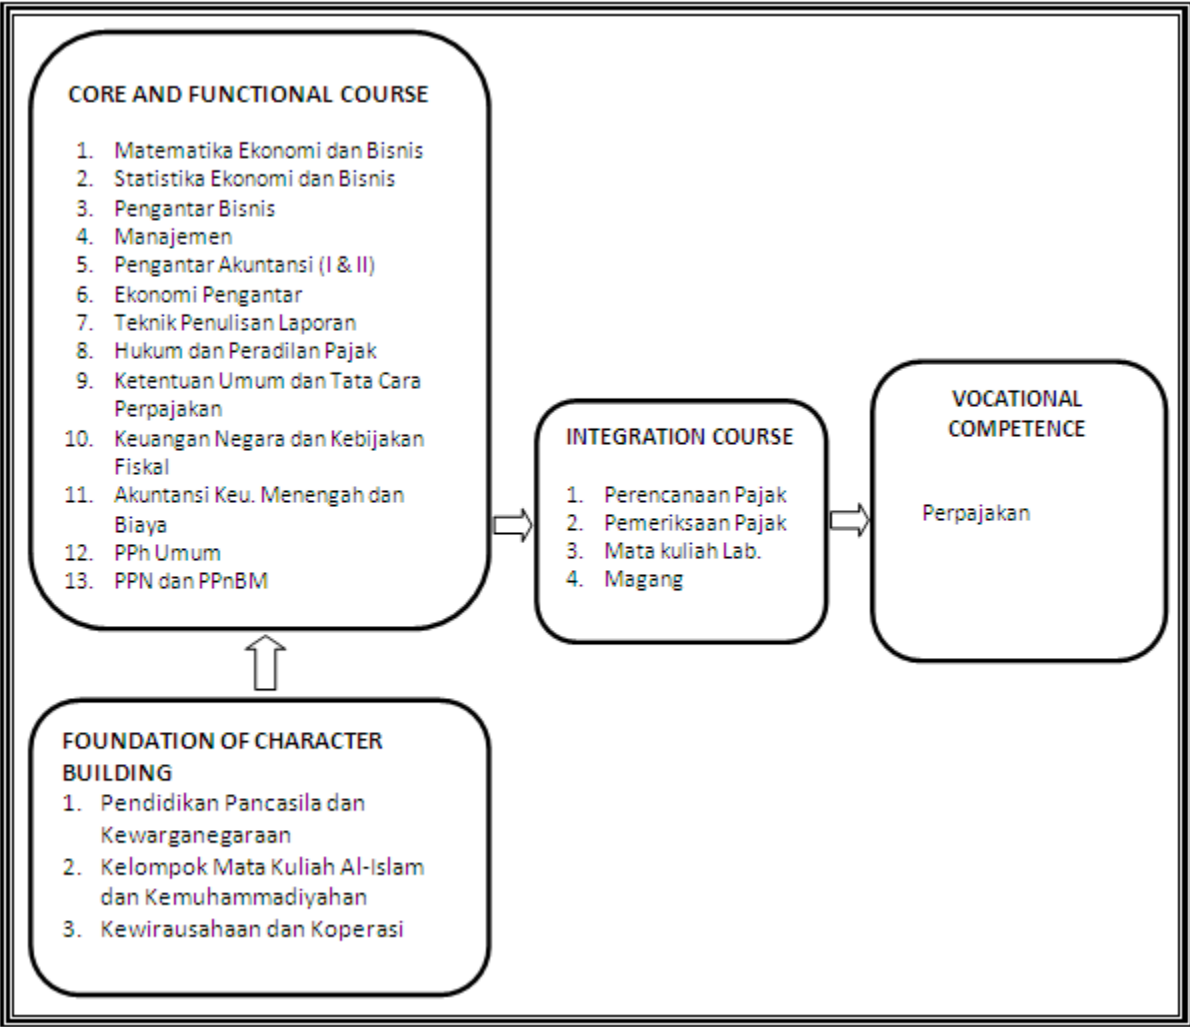 CORE AND FUNCTIONAL COURSE
1. Matematika Ekonomi dan Bisnis
2. Statistika Ekonomi dan Bisnis
3. Pengantar Bisnis
4. Manajemen
5. Pengantar Akuntansi (I & II)
6. Ekonomi Pengantar
7. Teknik Penulisan Laporan
8. Hukum dan Peradilan Pajak
9. Ketentuan Umum dan Tata Cara
Perpajakan
10. Keuangan Negara dan Kebijakan
Fiskal
11. Akuntansi Keu. Menengah dan
Biaya
12. PPh Umum
13. PPN dan PPnBM
FOUNDATION OF CHARACTER
BUILDING
1. Pendidikan Pancasila dan
Kewarganegaraan
2. Kelompok Mata Kuliah Al-Islam
dan Kemuhammadiyahan
3. Kewirausahaan dan Koperasi
INTEGRATION COURSE
1. Perencanaan Pajak
2. Pemeriksaan Pajak
3. Mata kuliah Lab.
4. Magang
VOCATIONAL
COMPETENCE
Perpajakan